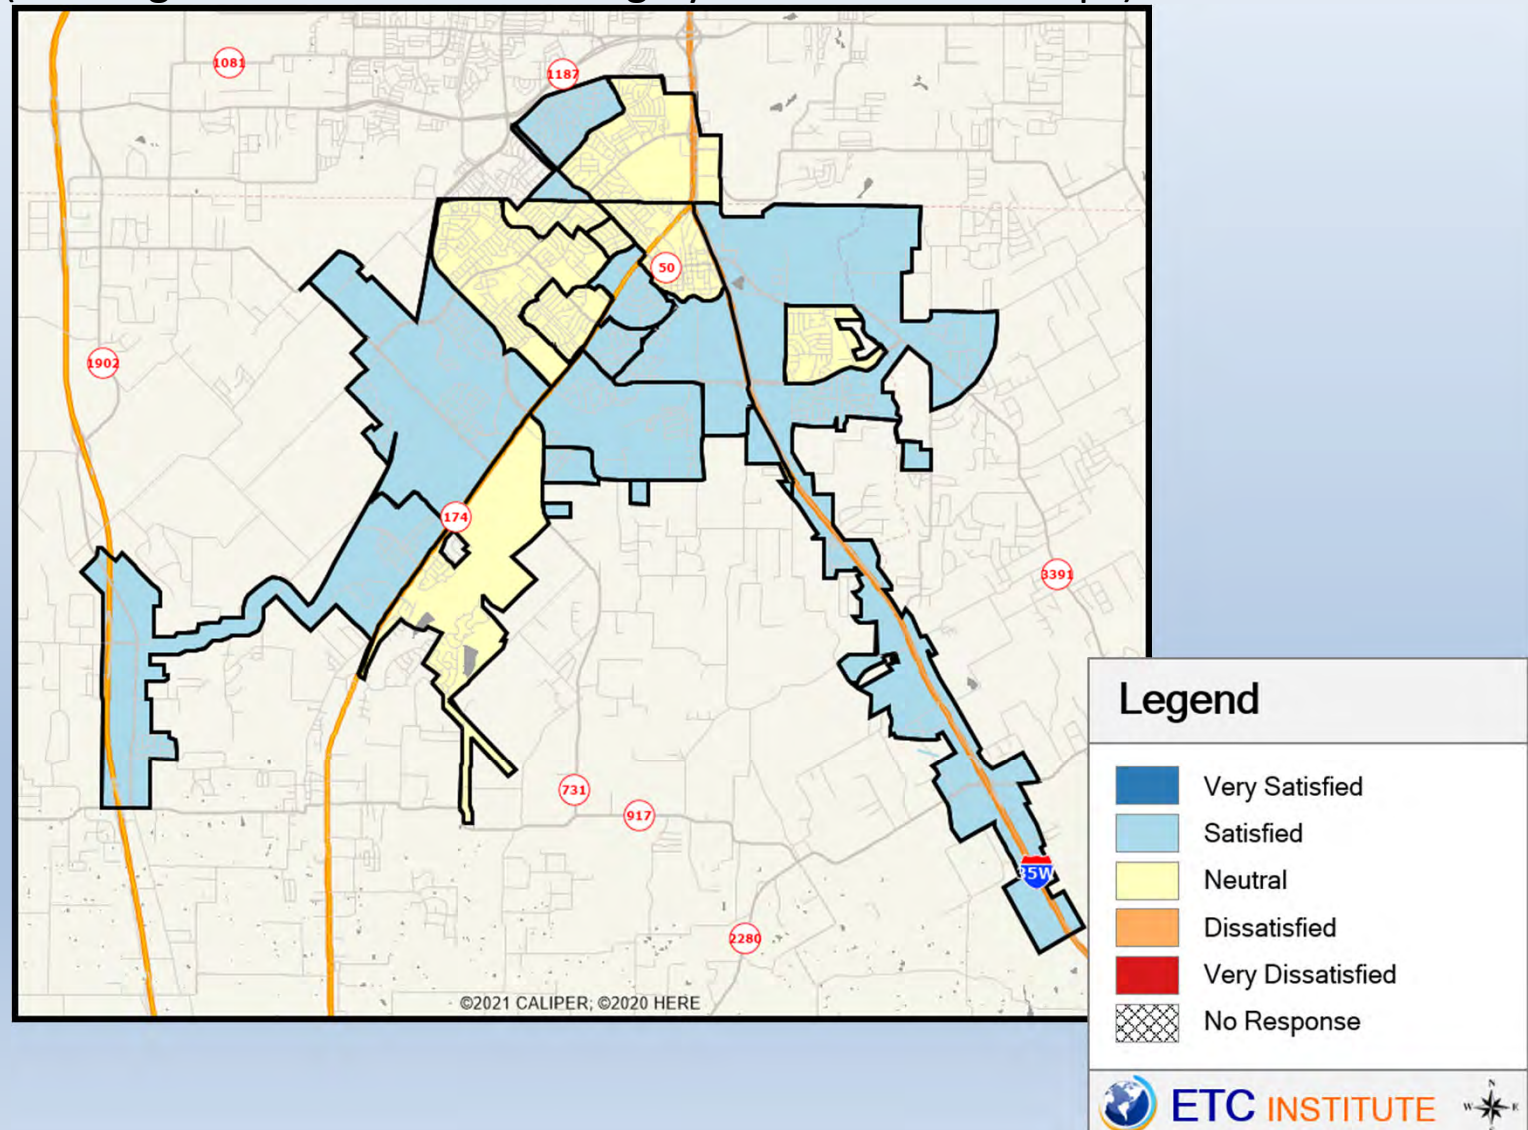 1081
1187
50
1902
174
3391
731
917
35W
2280
©2021 CALIPER; ©2020 HERE
Legend
Very Satisfied
Satisfied
Neutral
Dissatisfied
Very Dissatisfied
No Response
ETC INSTITUTE
N
W E